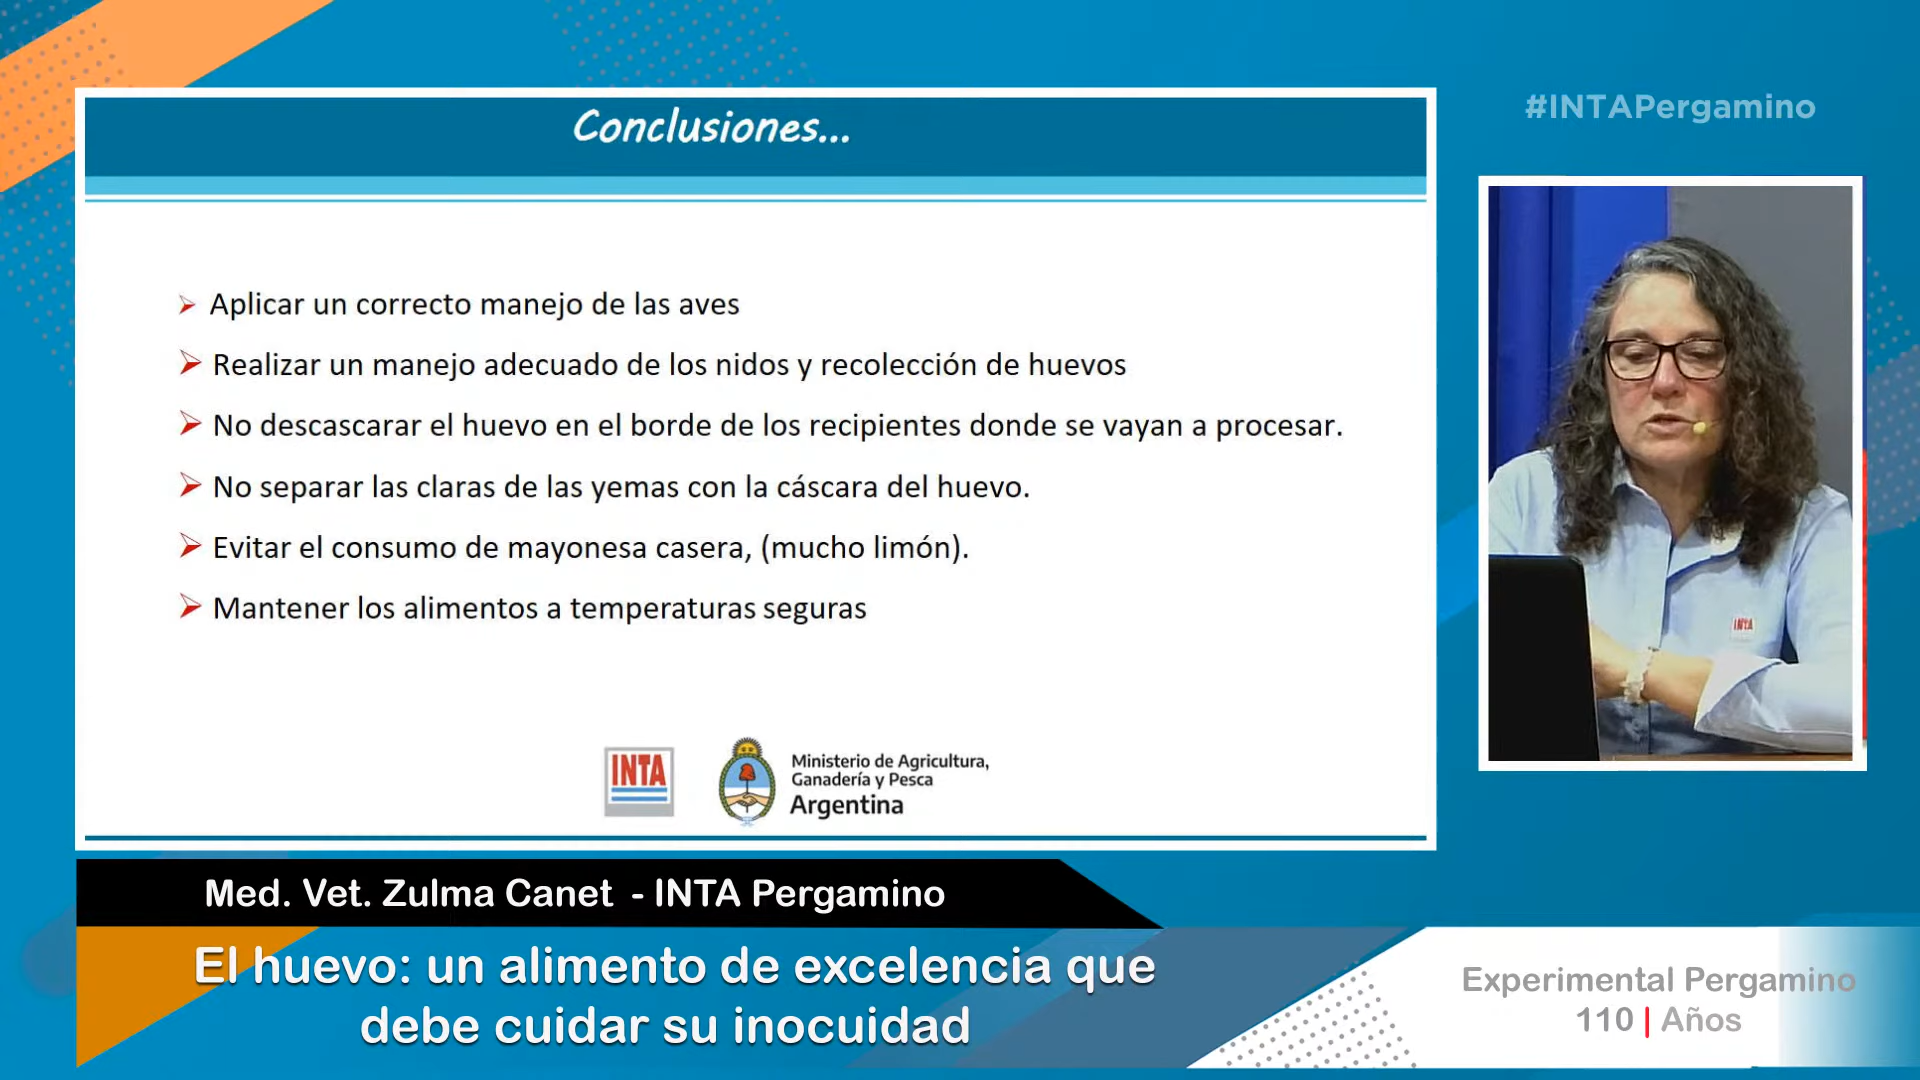 Conclusiones...
#INTAPergamino
Aplicar un correcto manejo de las aves
Realizar un manejo adecuado de los nidos y recolección de huevos
No descascarar el huevo en el borde de los recipientes donde se vayan a procesar.
No separar las claras de las yemas con la cáscara del huevo.
Evitar el consumo de mayonesa casera, (mucho limón).
Mantener los alimentos a temperaturas seguras
INTA
INTA
Ministerio de Agricultura,
Ganadería y Pesca
Argentina
Med. Vet. Zulma Canet - INTA Pergamino
El huevo: un alimento de excelencia que
debe cuidar su inocuidad
Experimental Pergamino
110 | Años